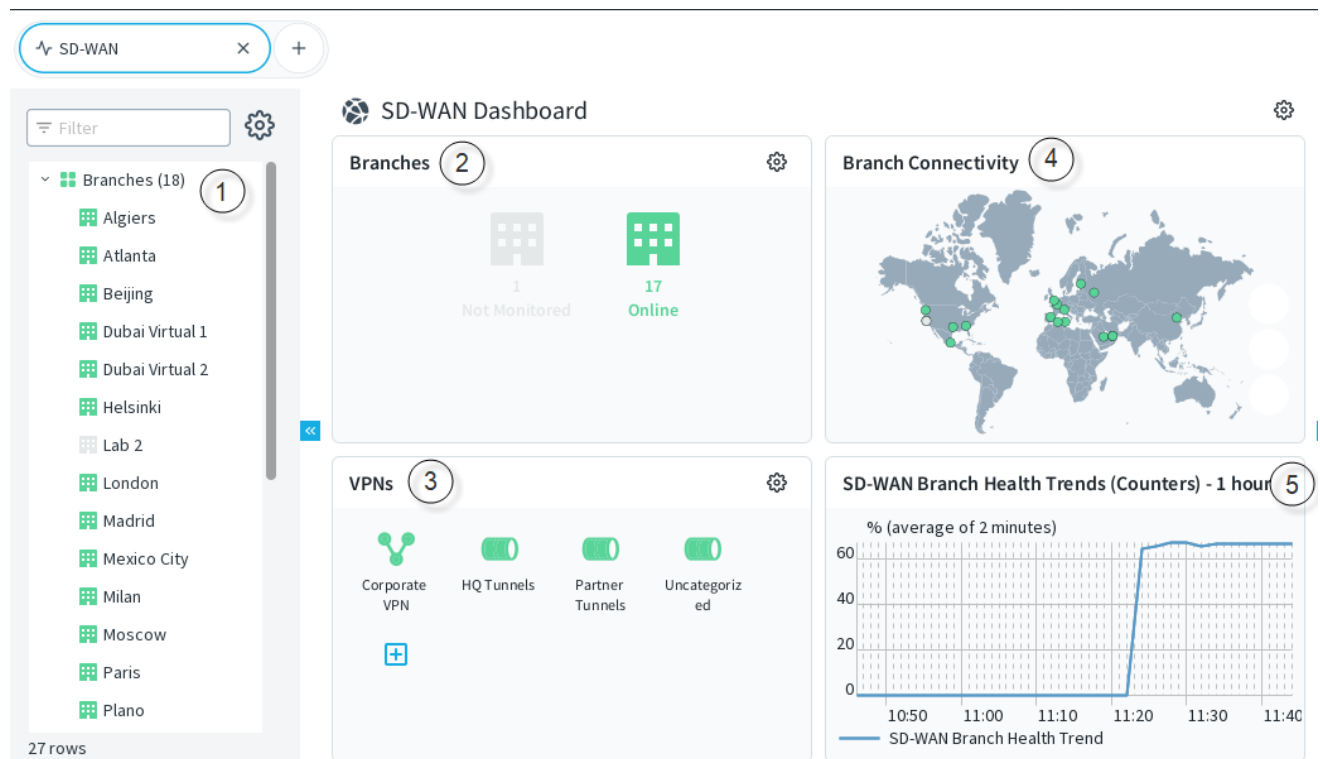 SD-WAN
Filter
Branches (18)
1
Algiers
Atlanta
Beijing
Dubai Virtual 1
Dubai Virtual 2
Helsinki
Lab 2
London
Madrid
Mexico City
Milan
Moscow
Paris
Plano
27 rows
SD-WAN Dashboard
Branches
2
1
Not Monitored
17
Online
Branch Connectivity
4
VPNs
3
Corporate
VPN
HQ Tunnels
Partner
Tunnels
Uncategoriz
ed
SD-WAN Branch Health Trends (Counters) - 1 hour
5
% (average of 2 minutes)
60
40
20
0
10:50 11:00 11:10 11:20 11:30 11:40
SD-WAN Branch Health Trend